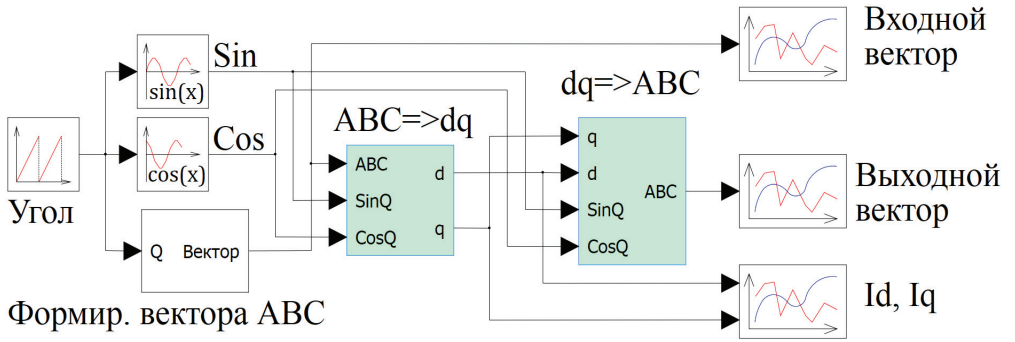 Входной
вектор
Sin
sin(x)
dq=>ABC
ABC=>dq
Cos
cos(x)
q
ABC
d
d
Выходной
вектор
ABC
SinQ
SinQ
Угол
CosQ
q
CosQ
Q
Вектор
Id, Iq
Формир. вектора ABC